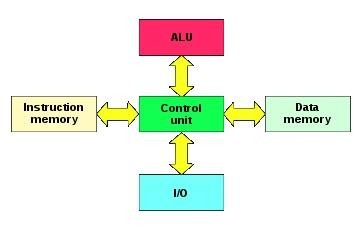 ALU
Instruction
memory
Control
unit
Data
memory
I/O